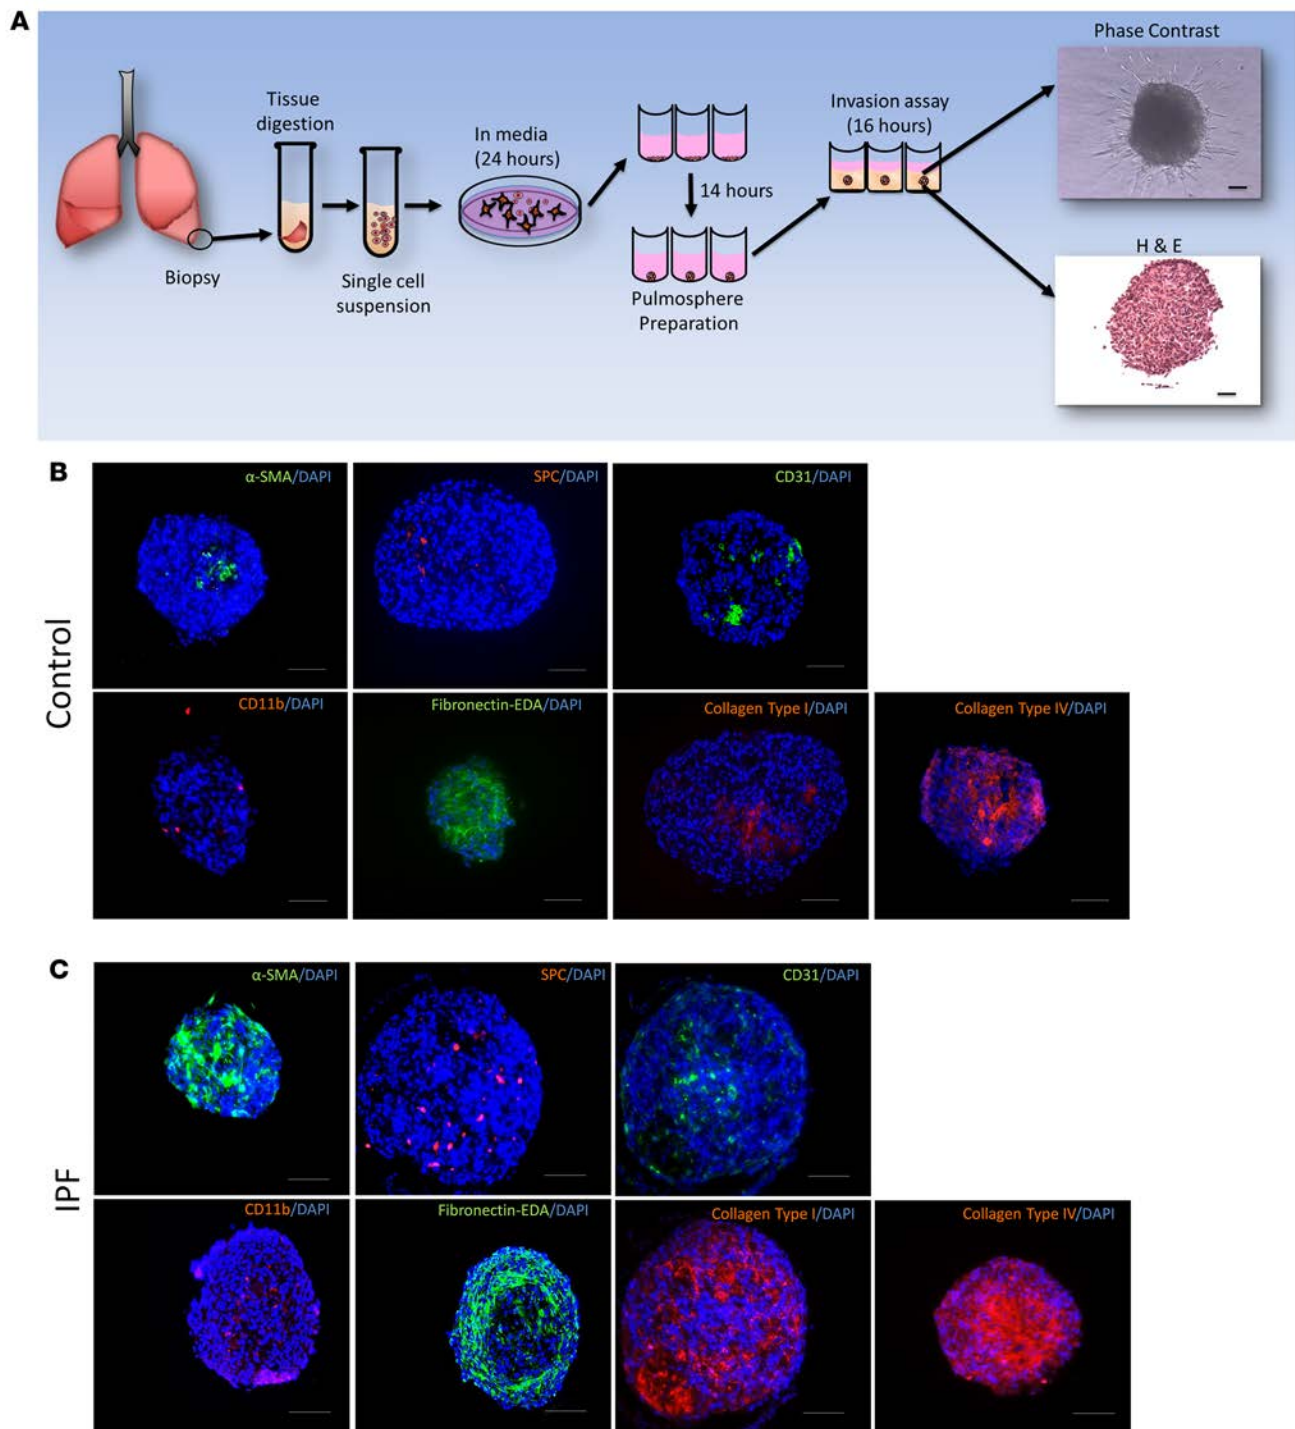 A
Biopsy
Tissue
digestion
Single cell
suspension
In media
(24 hours)
14 hours
Pulmosphere
Preparation
Invasion assay
(16 hours)
Phase Contrast
H & E
B
Control
α-SMA/DAPI
SPC/DAPI
CD31/DAPI
CD11b/DAPI
Fibronectin-EDA/DAPI
Collagen Type I/DAPI
Collagen Type IV/DAPI
C
IPF
α-SMA/DAPI
SPC/DAPI
CD31/DAPI
CD11b/DAPI
Fibronectin-EDA/DAPI
Collagen Type I/DAPI
Collagen Type IV/DAPI